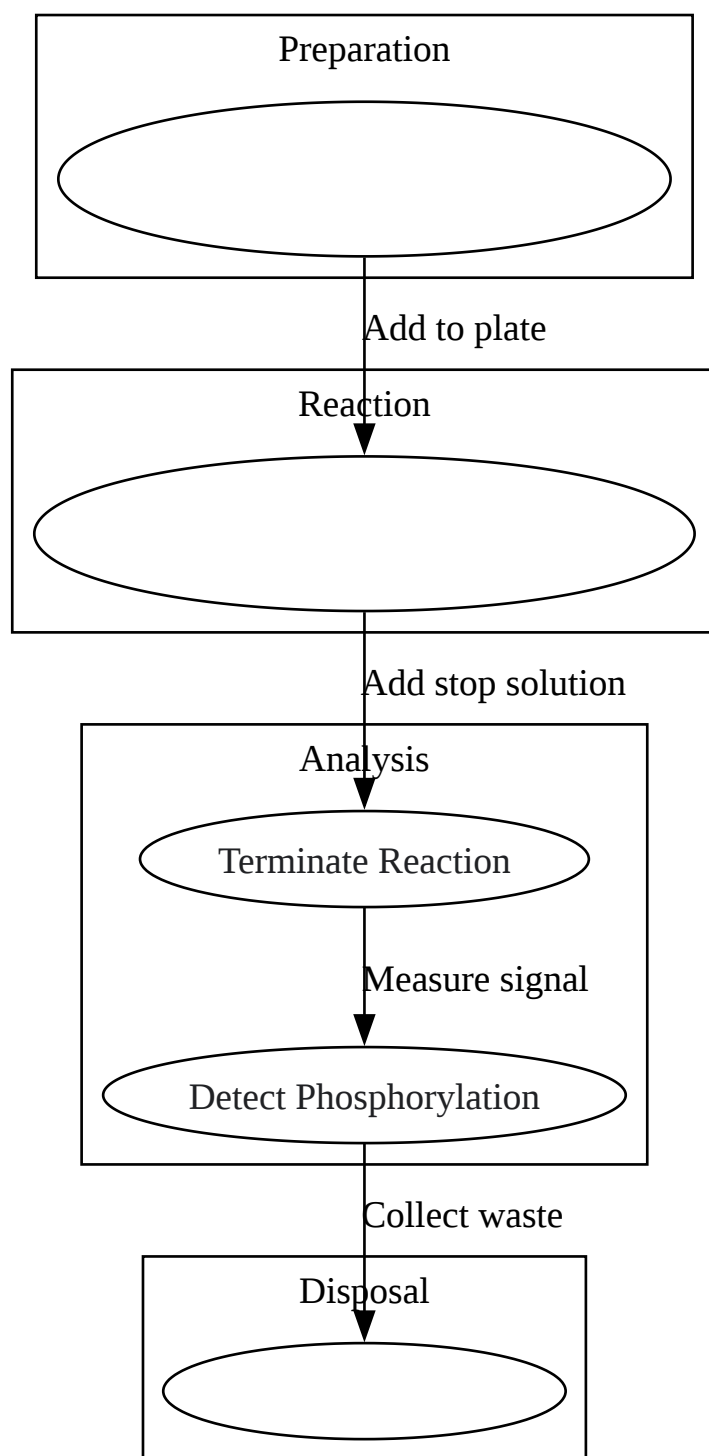 Preparation
Add to plate
Reaction
Add stop solution
Analysis
Terminate Reaction
Measure signal
Detect Phosphorylation
Collect waste
Disposal